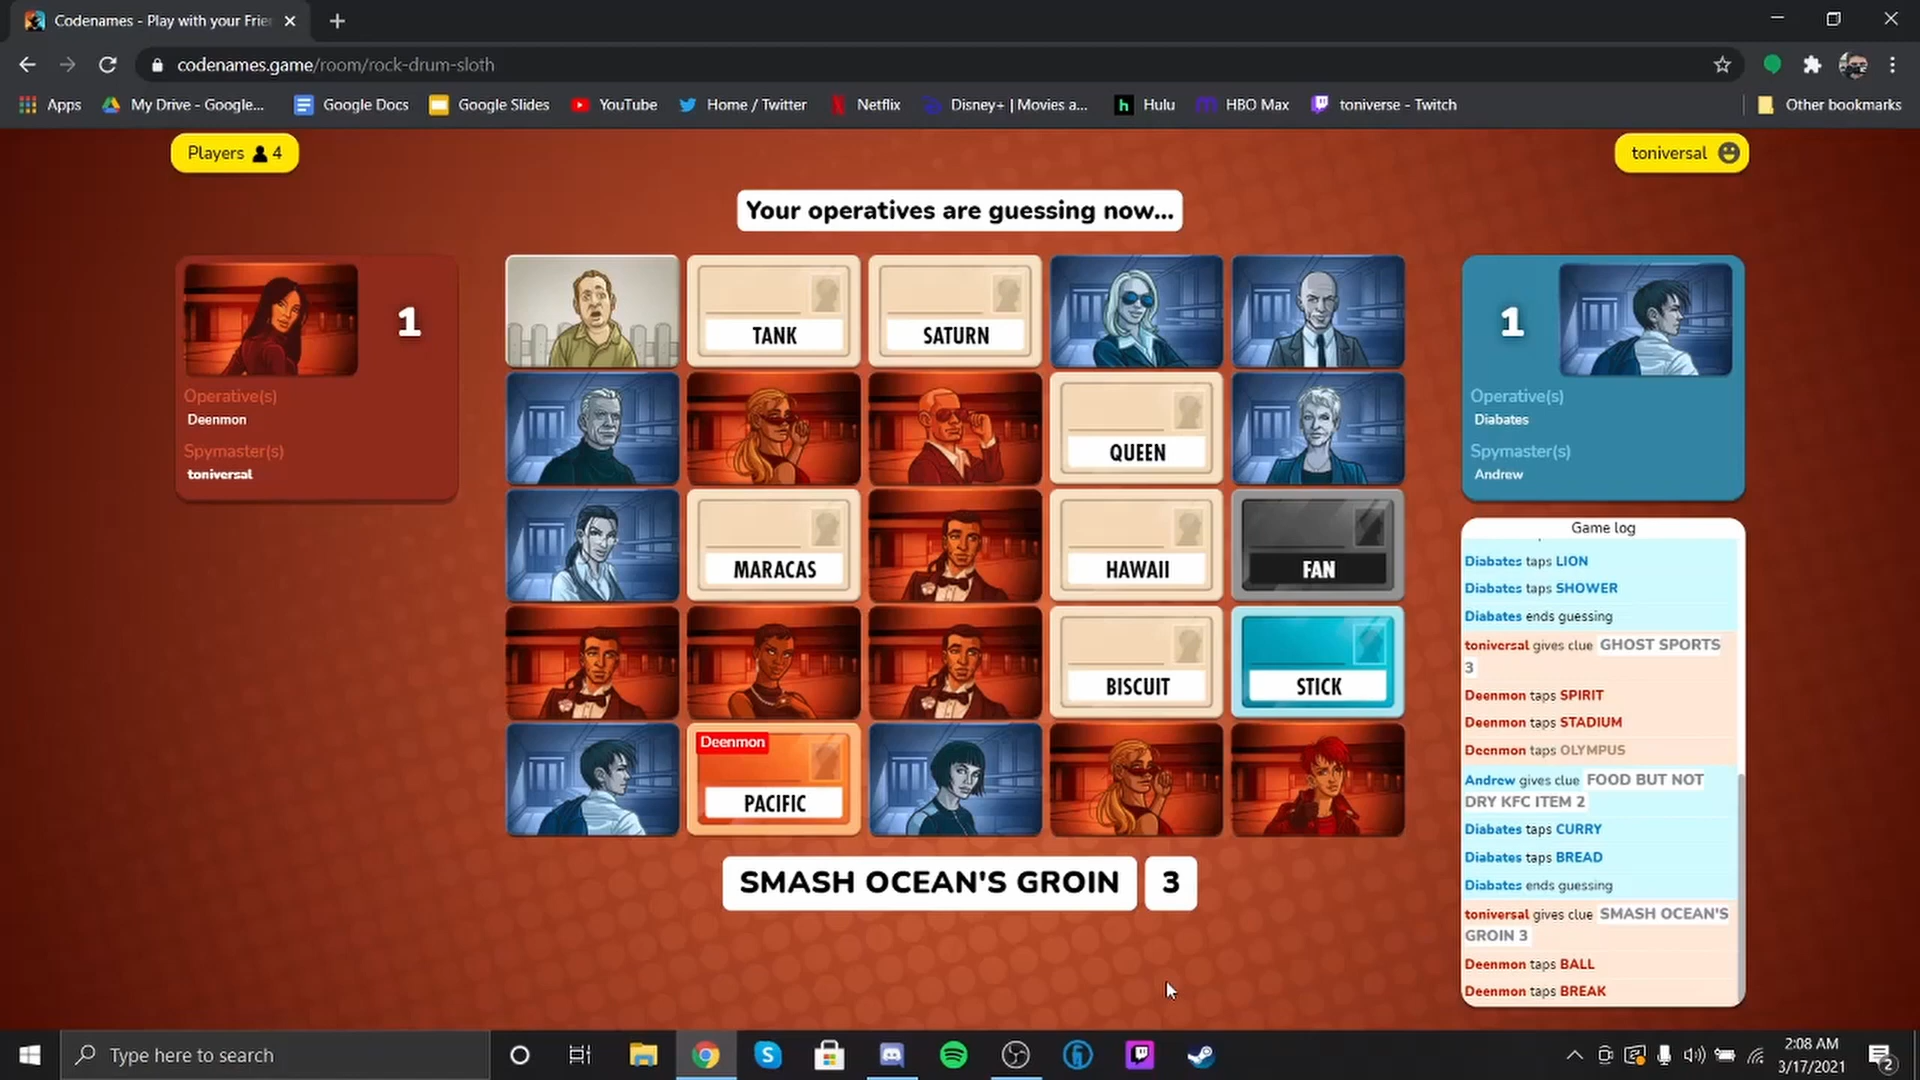 Codenames - Play with your Frie
codenames.game/room/rock-drum-sloth
Apps
My Drive - Google...
Google Docs
Google Slides
YouTube
Home / Twitter
Netflix
Disney+ | Movies a...
h
Hulu
HBO Max
toniverse - Twitch
Other bookmarks
Players 4
toniversal
Your operatives are guessing now...
1
Operative(s)
Deenmon
Spymaster(s)
toniversal
TANK
SATURN
QUEEN
MARACAS
HAWAII
FAN
BISCUIT
STICK
Deenmon
PACIFIC
SMASH OCEAN'S GROIN
3
1
Operative(s)
Diabates
Spymaster(s)
Andrew
Game log
Diabates taps LION
Diabates taps SHOWER
Diabates ends guessing
toniversal gives clue GHOST SPORTS
3
Deenmon taps SPIRIT
Deenmon taps STADIUM
Deenmon taps OLYMPUS
Andrew gives clue FOOD BUT NOT
DRY KFC ITEM 2
Diabates taps CURRY
Diabates taps BREAD
Diabates ends guessing
toniversal gives clue SMASH OCEAN'S
GROIN 3
Deenmon taps BALL
Deenmon taps BREAK
Type here to search
2:08 AM
3/17/2021
2